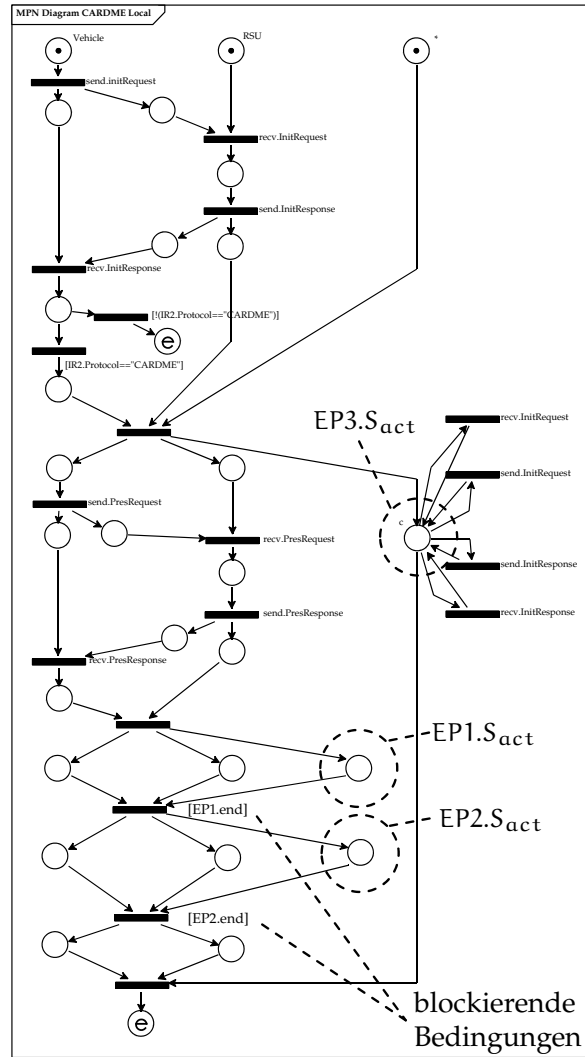 MPN Diagram CARDME Local
Vehicle
RSU
*
send.initRequest
recv.InitRequest
send.InitResponse
recv.InitResponse
[!(IR2.Protocol=="CARDME")]
e
[IR2.Protocol=="CARDME"]
EP3.Sact
recv.InitRequest
send.InitRequest
c
send.InitResponse
recv.InitResponse
send.PresRequest
recv.PresRequest
send.PresResponse
recv.PresResponse
EP1.Sact
[EP1.end]
EP2.Sact
[EP2.end]
e
blockierende
Bedingungen